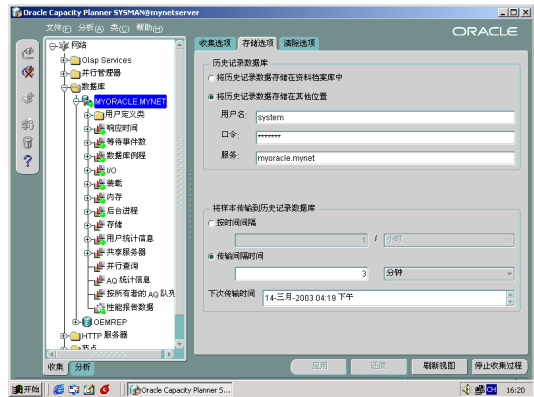 Oracle Capacity Planner SYSMAN@mynetserver
文件(F) 分析(A) 类(C) 帮助(H)
ORACLE
网络
Olap Services
并行管理器
数据库
MYORACLE.MYNET
用户定义类
响应时间
等待事件数
数据库例程
I/O
装载
内存
后台进程
存储
用户统计信息
共享服务器
并行查询
AQ 统计信息
按所有者的 AQ 队列
性能报告数据
OEMREP
HTTP 服务器
节点
收集 分析
收集选项 存储选项 清除选项
历史记录数据库
将历史记录数据存储在资料档案库中
将历史记录数据存储在其他位置
用户名: system
口令: *******
服务: myoracle.mynet
将样本传输到历史记录数据库
按时间间隔
1 / 小时
传输间隔时间
3 分钟
下次传输时间 14-三月-2003 04:19 下午
应用 还原 刷新视图 停止收集过程
开始 Oracle Capacity Planner S... CH 16:20